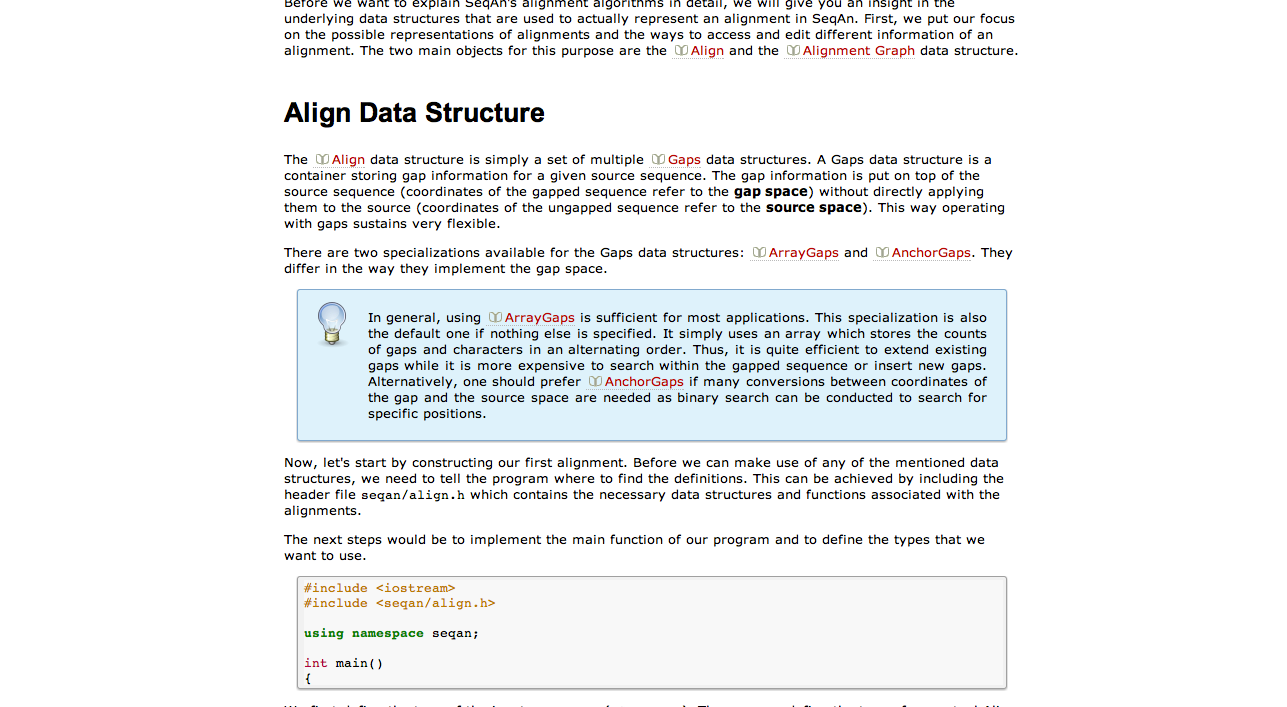 Before we want to explain SeqAn's alignment algorithms in detail, we will give you an insight in the
underlying data structures that are used to actually represent an alignment in SeqAn. First, we put our focus
on the possible representations of alignments and the ways to access and edit different information of an
alignment. The two main objects for this purpose are the Align and the Alignment Graph data structure.
Align Data Structure
The Align data structure is simply a set of multiple Gaps data structures. A Gaps data structure is a
container storing gap information for a given source sequence. The gap information is put on top of the
source sequence (coordinates of the gapped sequence refer to the gap space) without directly applying
them to the source (coordinates of the ungapped sequence refer to the source space). This way operating
with gaps sustains very flexible.
There are two specializations available for the Gaps data structures: ArrayGaps and AnchorGaps. They
differ in the way they implement the gap space.
In general, using ArrayGaps is sufficient for most applications. This specialization is also
the default one if nothing else is specified. It simply uses an array which stores the counts
of gaps and characters in an alternating order. Thus, it is quite efficient to extend existing
gaps while it is more expensive to search within the gapped sequence or insert new gaps.
Alternatively, one should prefer AnchorGaps if many conversions between coordinates of
the gap and the source space are needed as binary search can be conducted to search for
specific positions.
Now, let's start by constructing our first alignment. Before we can make use of any of the mentioned data
structures, we need to tell the program where to find the definitions. This can be achieved by including the
header file seqan/align.h which contains the necessary data structures and functions associated with the
alignments.
The next steps would be to implement the main function of our program and to define the types that we
want to use.
#include <iostream>
#include <seqan/align.h>
using namespace seqan;
int main()
{